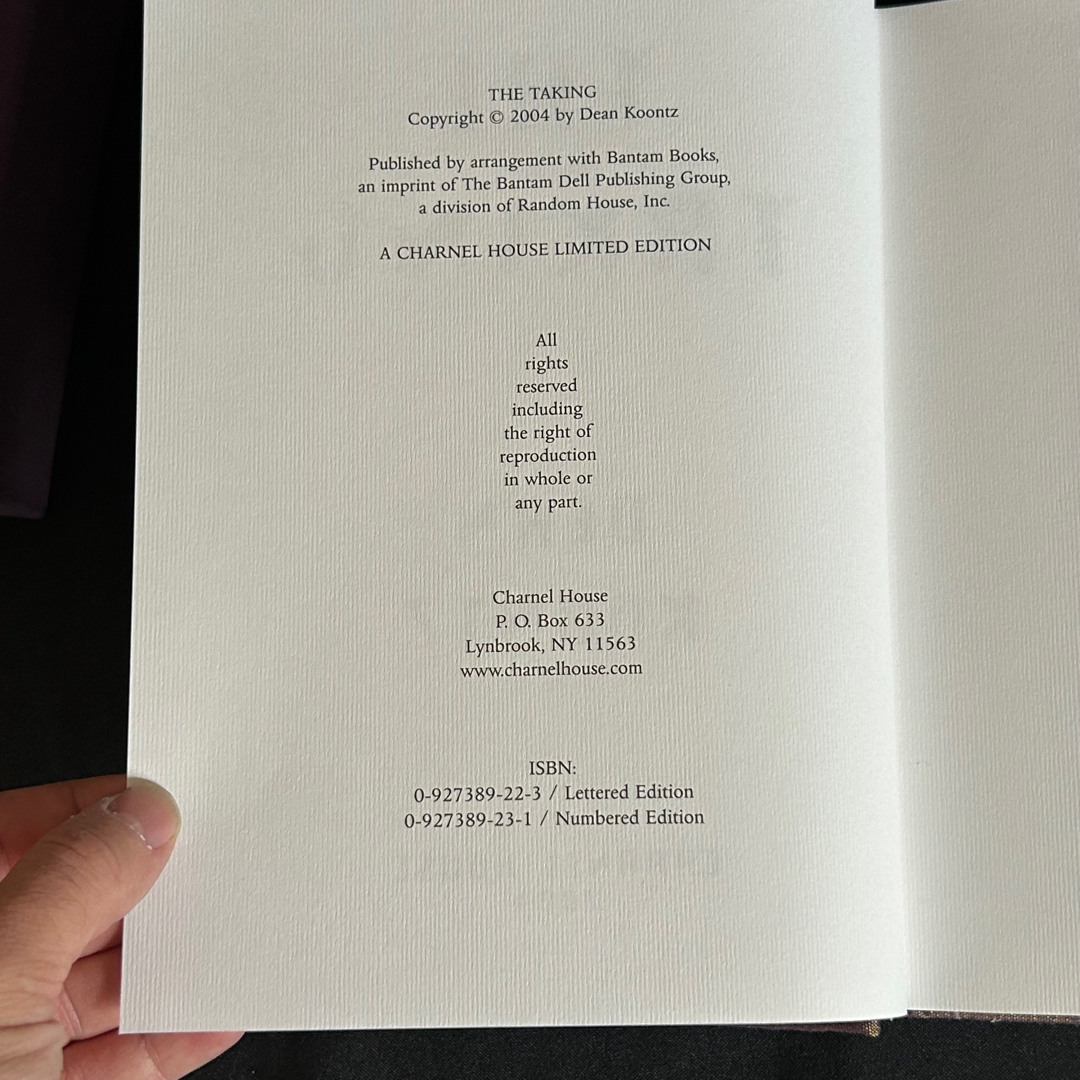 THE TAKING
Copyright © 2004 by Dean Koontz
Published by arrangement with Bantam Books,
an imprint of The Bantam Dell Publishing Group,
a division of Random House, Inc.
A CHARNEL HOUSE LIMITED EDITION
All
rights
reserved
including
the right of
reproduction
in whole or
any part.
Charnel House
P. O. Box 633
Lynbrook, NY 11563
www.charnelhouse.com
ISBN:
0-927389-22-3 / Lettered Edition
0-927389-23-1 / Numbered Edition